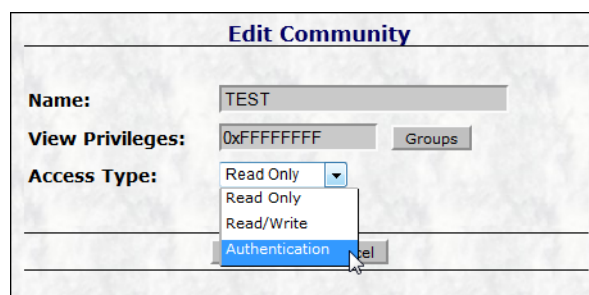 Edit Community
Name: TEST
View Privileges: 0xFFFFFFFF Groups
Access Type: Read Only
Read Only
Read/Write
Authentication